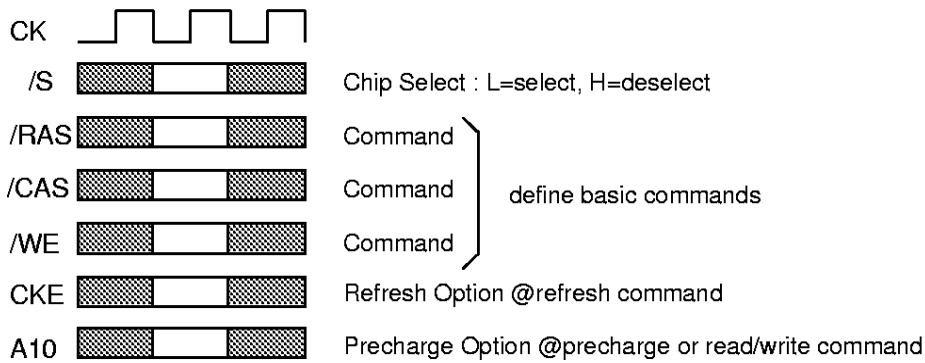 CK
/S Chip Select : L=select, H=deselect
/RAS Command
/CAS Command define basic commands
/WE Command
CKE Refresh Option @refresh command
A10 Precharge Option @precharge or read/write command